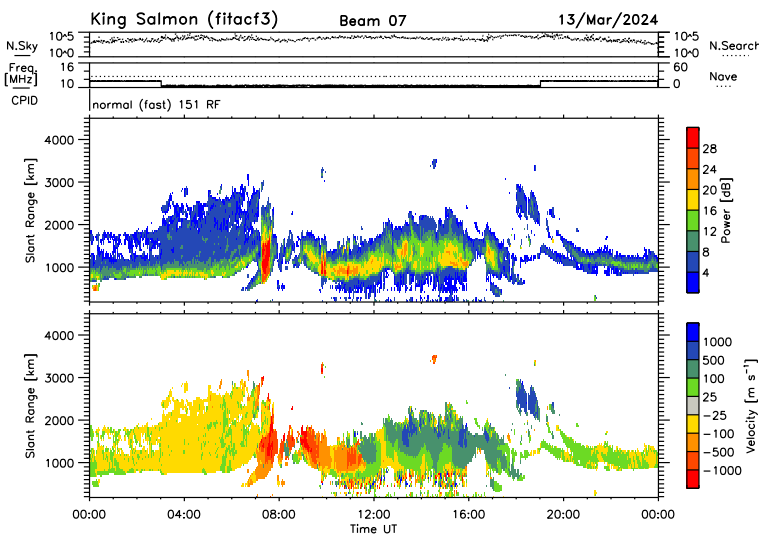 King Salmon (fitacf3) Beam 07 13/Mar/2024
N.Sky 10^5 10^0 10^5 10^0 N.Search
Freq [MHz] 16 10 60 0 Nave
CPID normal (fast) 151 RF
Slant Range [km] 4000 3000 2000 1000
28 24 20 16 12 8 4 Power [dB]
Slant Range [km] 4000 3000 2000 1000
1000 500 100 25 -25 -100 -500 -1000 Velocity [m s⁻¹]
00:00 04:00 08:00 12:00 16:00 20:00 00:00
Time UT